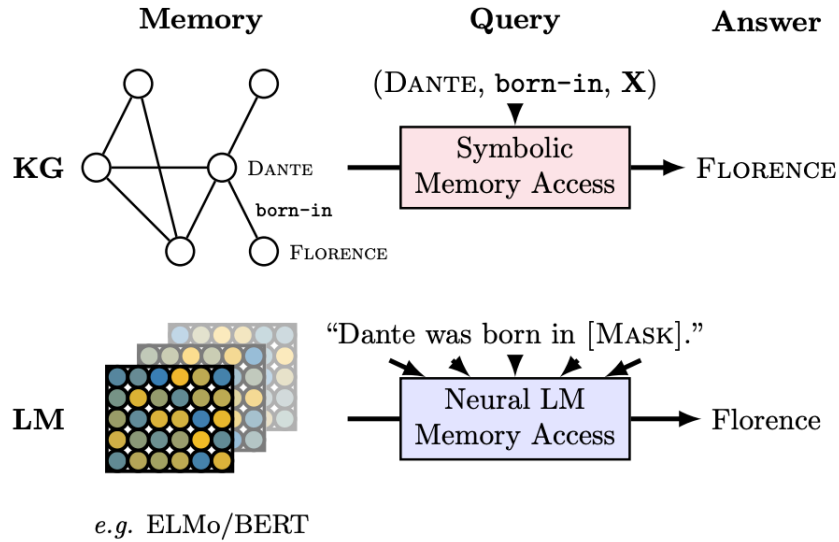 Memory Query Answer
(DANTE, born-in, X)
KG
DANTE
Symbolic
Memory Access
FLORENCE
born-in
FLORENCE
“Dante was born in [MASK].”
LM
Neural LM
Memory Access
Florence
e.g. ELMo/BERT